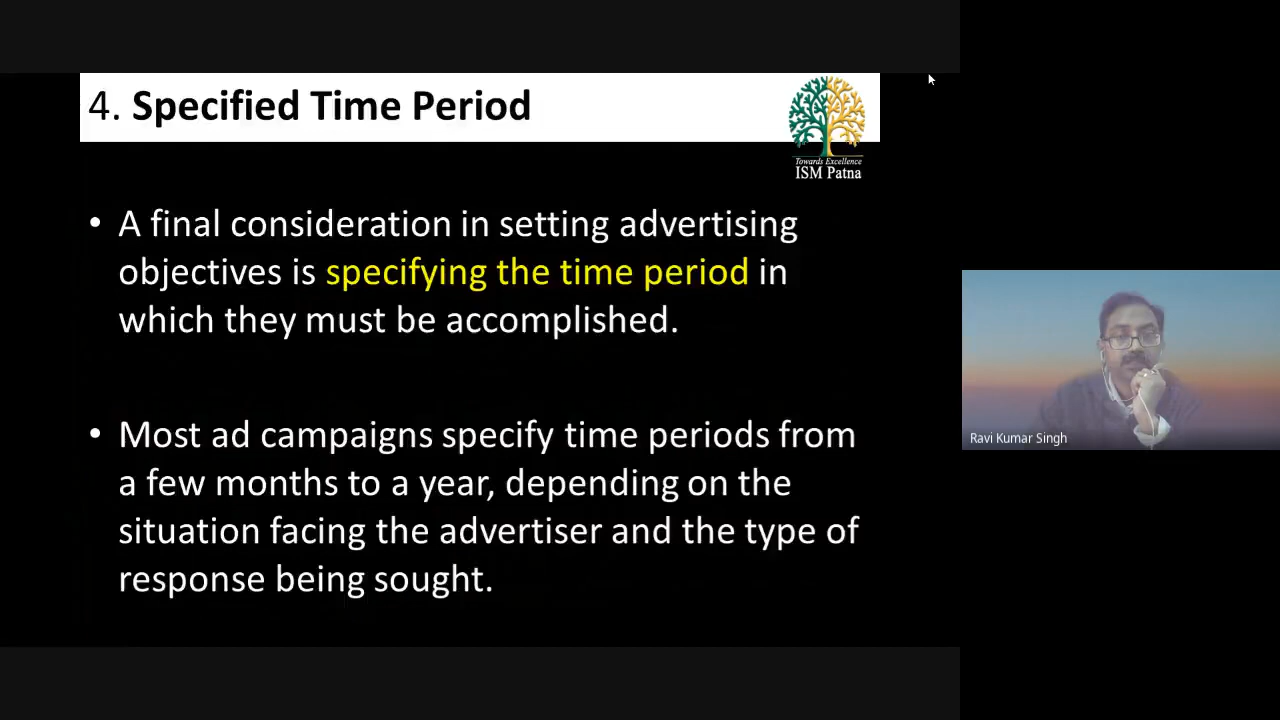 4. Specified Time Period
Towards Excellence
ISM Patna
• A final consideration in setting advertising
objectives is specifying the time period in
which they must be accomplished.
• Most ad campaigns specify time periods from
a few months to a year, depending on the
situation facing the advertiser and the type of
response being sought.
Ravi Kumar Singh